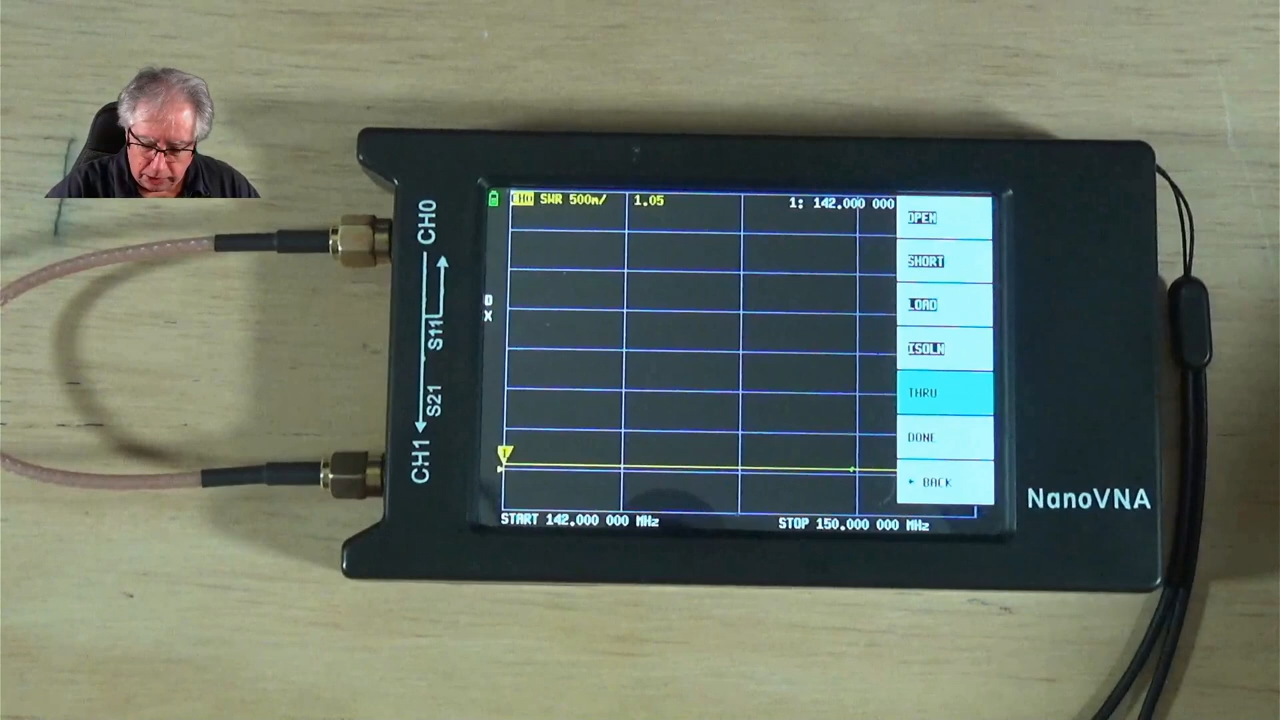 SWR 500m/ 1.05 1: 142.000 000
OPEN
SHORT
LOAD
ISOLN
THRU
DONE
BACK
START 142.000 000 MHz STOP 150.000 000 MHz
CH0
S11
S21
CH1
NanoVNA